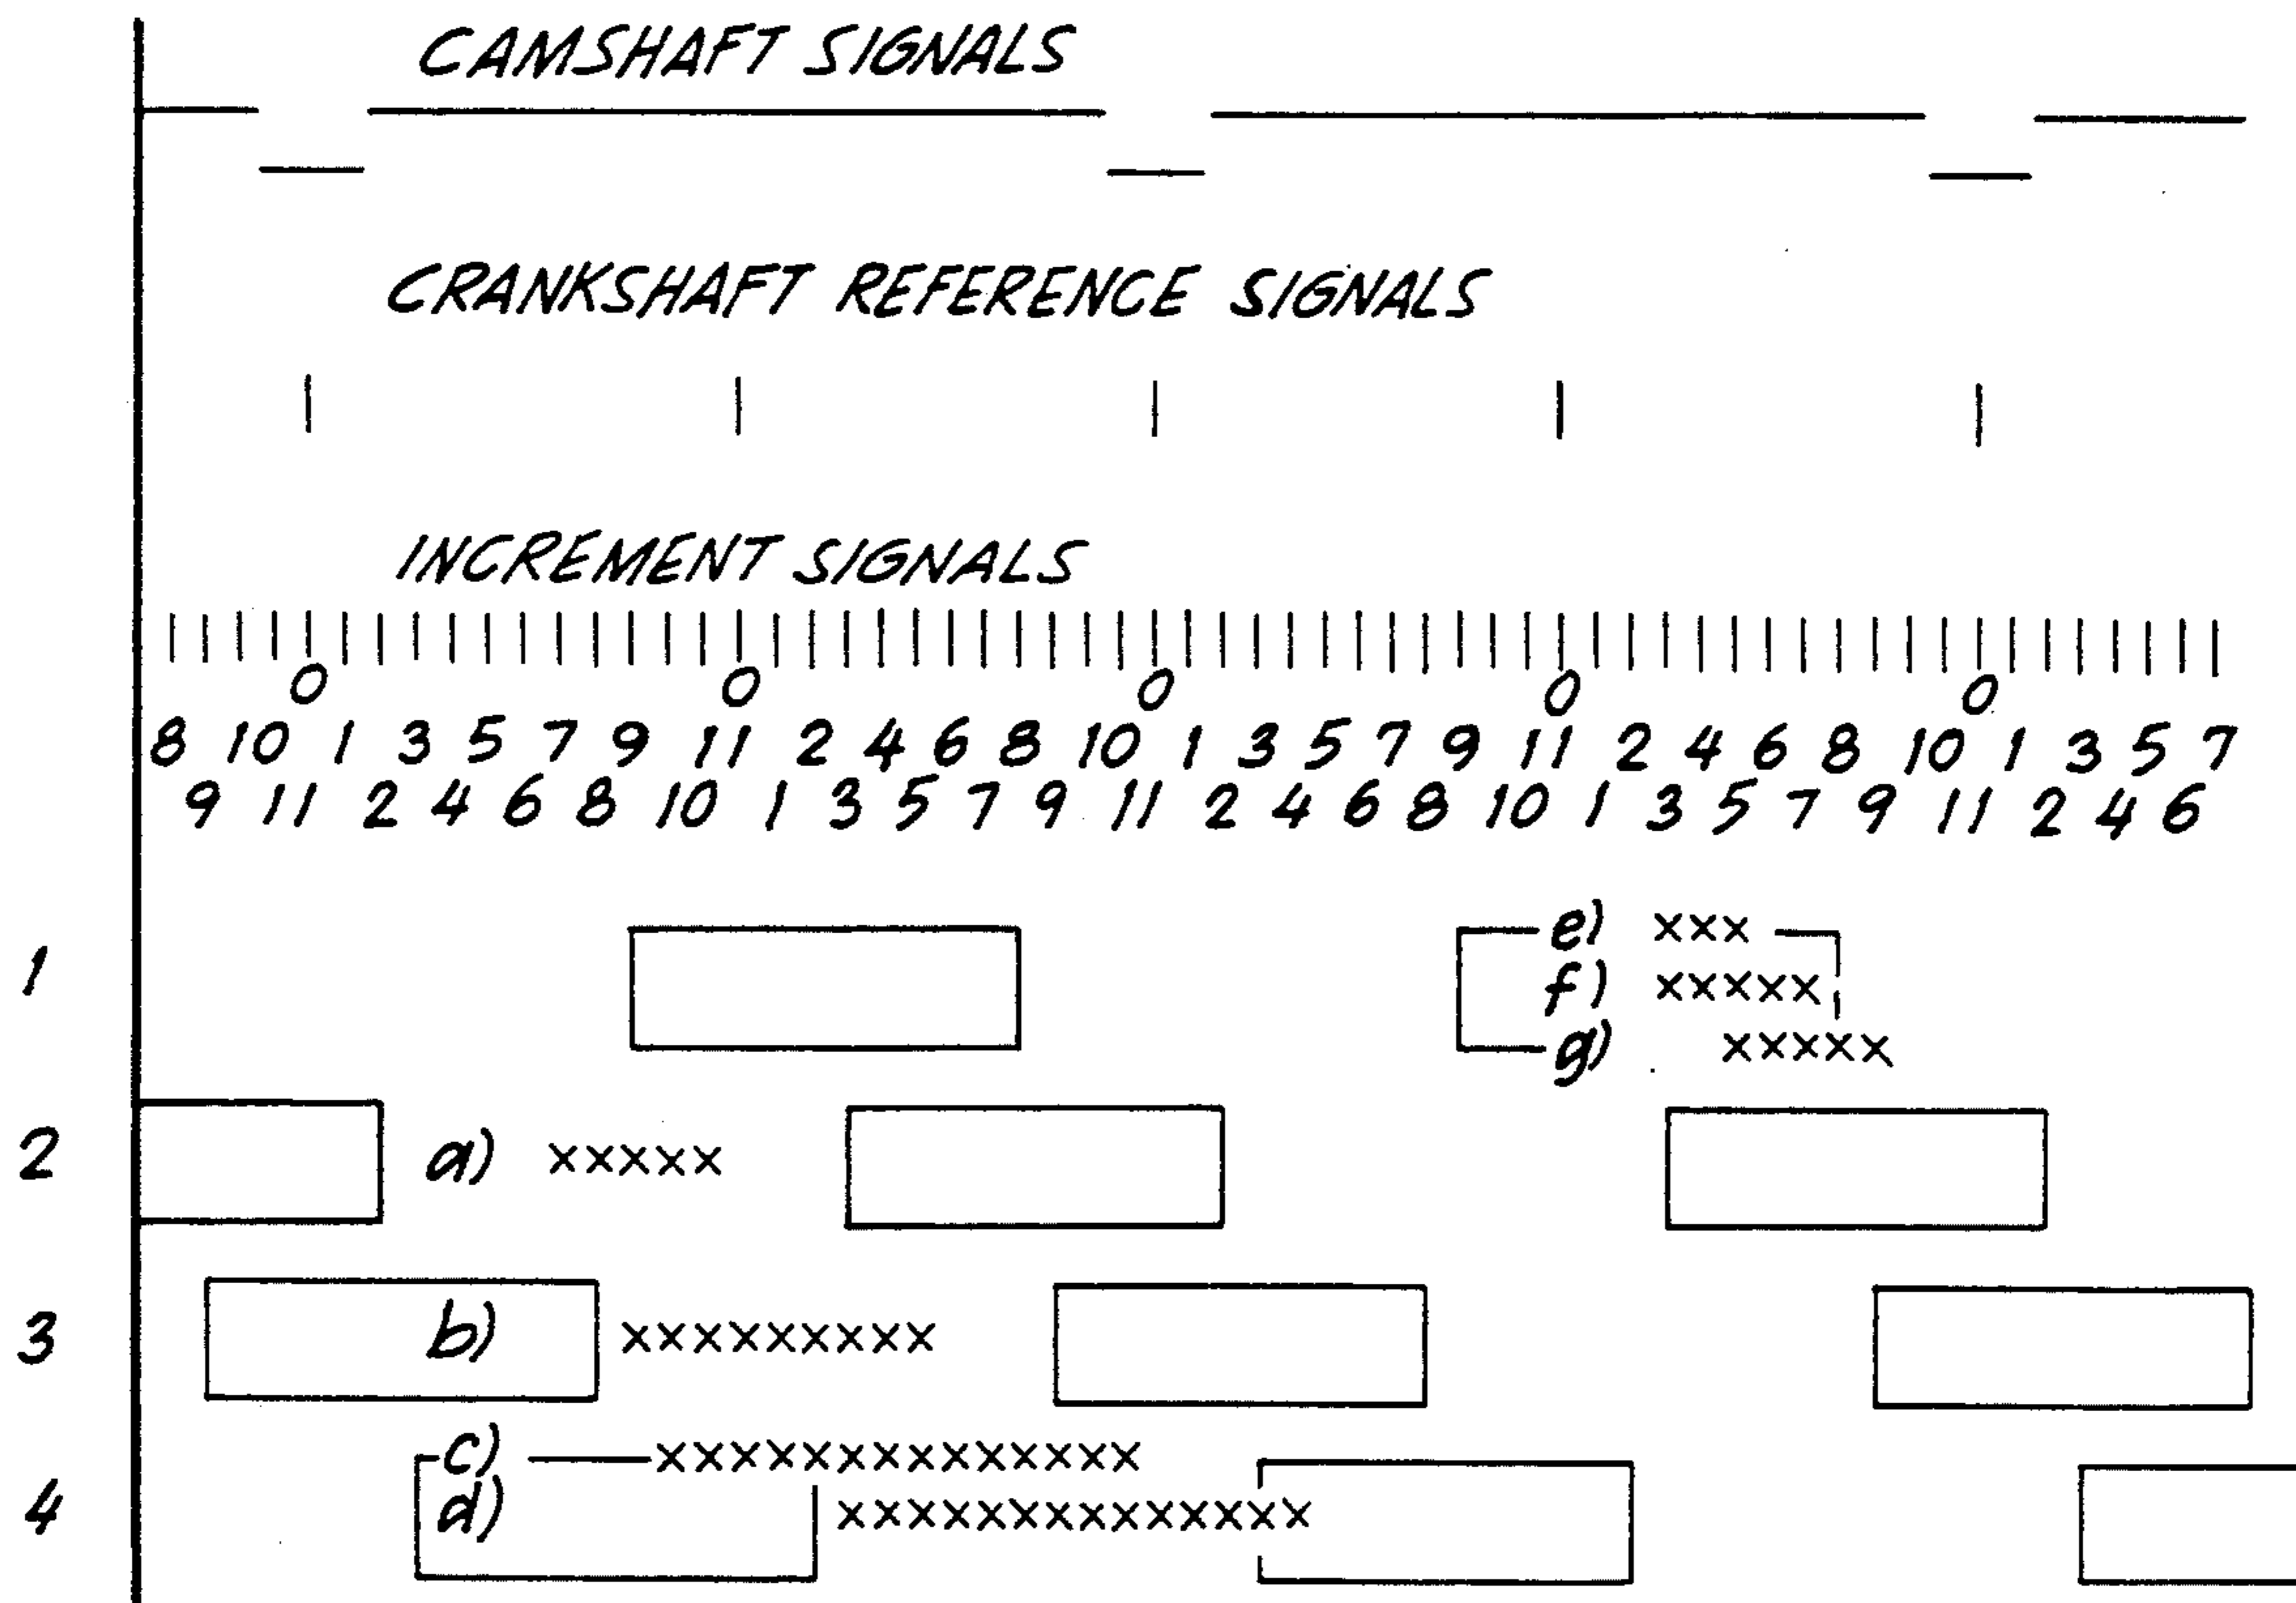 CAMSHAFT SIGNALS
CRANKSHAFT REFERENCE SIGNALS
INCREMENT SIGNALS
0 0 0 0 0
8 10 1 3 5 7 9 11 2 4 6 8 10 1 3 5 7 9 11 2 4 6 8 10 1 3 5 7
9 11 2 4 6 8 10 1 3 5 7 9 11 2 4 6 8 10 1 3 5 7 9 11 2 4 6
e) xxx
1 f) xxxxx
g) xxxxx
2 a) xxxxx
3 b) xxxxxxxxx
c) xxxxxxxxxxxxxx
4 d) xxxxxxxxxxxxxx